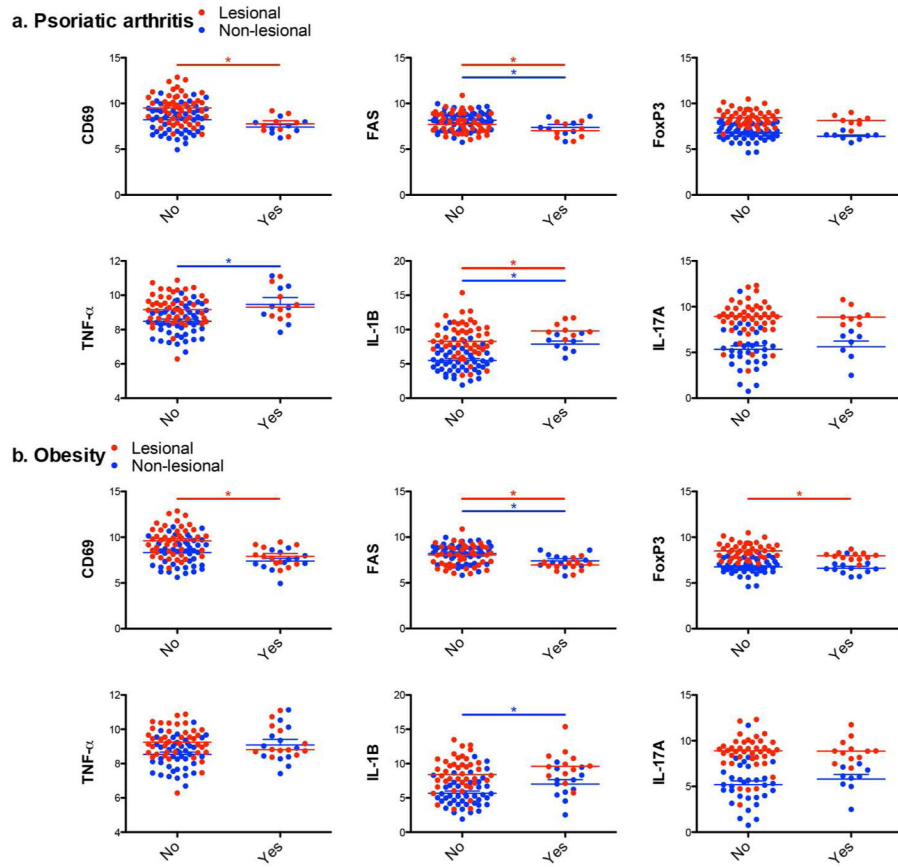 a. Psoriatic arthritis
Lesional
Non-lesional
CD69
15
10
5
0
No
Yes
*
FAS
15
10
5
0
No
Yes
*
*
FoxP3
15
10
5
0
No
Yes
TNF-α
12
10
8
6
4
No
Yes
*
IL-1B
20
15
10
5
0
No
Yes
*
*
IL-17A
15
10
5
0
No
Yes
b. Obesity
Lesional
Non-lesional
CD69
15
10
5
0
No
Yes
*
FAS
15
10
5
0
No
Yes
*
*
FoxP3
15
10
5
0
No
Yes
*
TNF-α
12
10
8
6
4
No
Yes
IL-1B
20
15
10
5
0
No
Yes
*
IL-17A
15
10
5
0
No
Yes